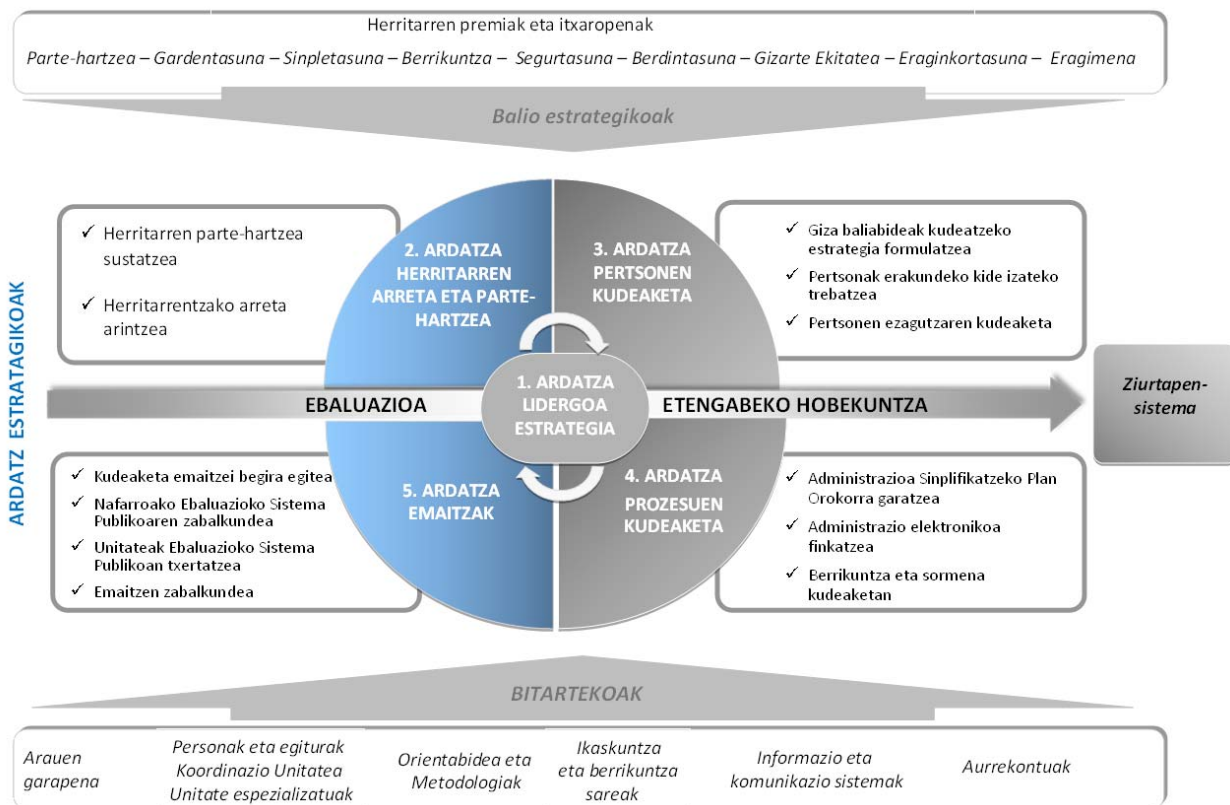 Herritarren premiak eta itxaropenak
Parte-hartzea – Gardentasuna – Sinpletasuna – Berrikuntza – Segurtasuna – Berdintasuna – Gizarte Ekitatea – Eraginkortasuna – Eragimena
Balio estrategikoak
ARDATZ ESTRATAGIKOAK
✓ Herritarren parte-hartzea
sustatzea
✓ Herritarrentzako arreta
arintzea
2. ARDATZA
HERRITARREN
ARRETA ETA PARTE-
HARTZEA
3. ARDATZA
PERTSONEN
KUDEAKETA
✓ Giza baliabideak kudeatzeko
estrategia formulatzea
✓ Pertsonak erakundeko kide izateko
trebatzea
✓ Pertsonen ezagutzaren kudeaketa
EBALUAZIOA
1. ARDATZA
LIDERGOA
ESTRATEGIA
ETENGABEKO HOBEKUNTZA
Ziurtapen-
sistema
✓ Kudeaketa emaitzei begira egitea
✓ Nafarroako Ebaluazioko Sistema
Publikoaren zabalkundea
✓ Unitateak Ebaluazioko Sistema
Publikoan txertatzea
✓ Emaitzen zabalkundea
5. ARDATZA
EMAITZAK
4. ARDATZA
PROZESUEN
KUDEAKETA
✓ Administrazioa Sinplifikatzeko Plan
Orokorra garatzea
✓ Administrazio elektronikoa
finkatzea
✓ Berrikuntza eta sormena
kudeaketan
BITARTEKOAK
Arauen
garapena
Personak eta egiturak
Koordinazio Unitatea
Unitate espezializatuak
Orientabidea eta
Metodologiak
Ikaskuntza
eta berrikuntza
sareak
Informazio eta
komunikazio sistemak
Aurrekontuak